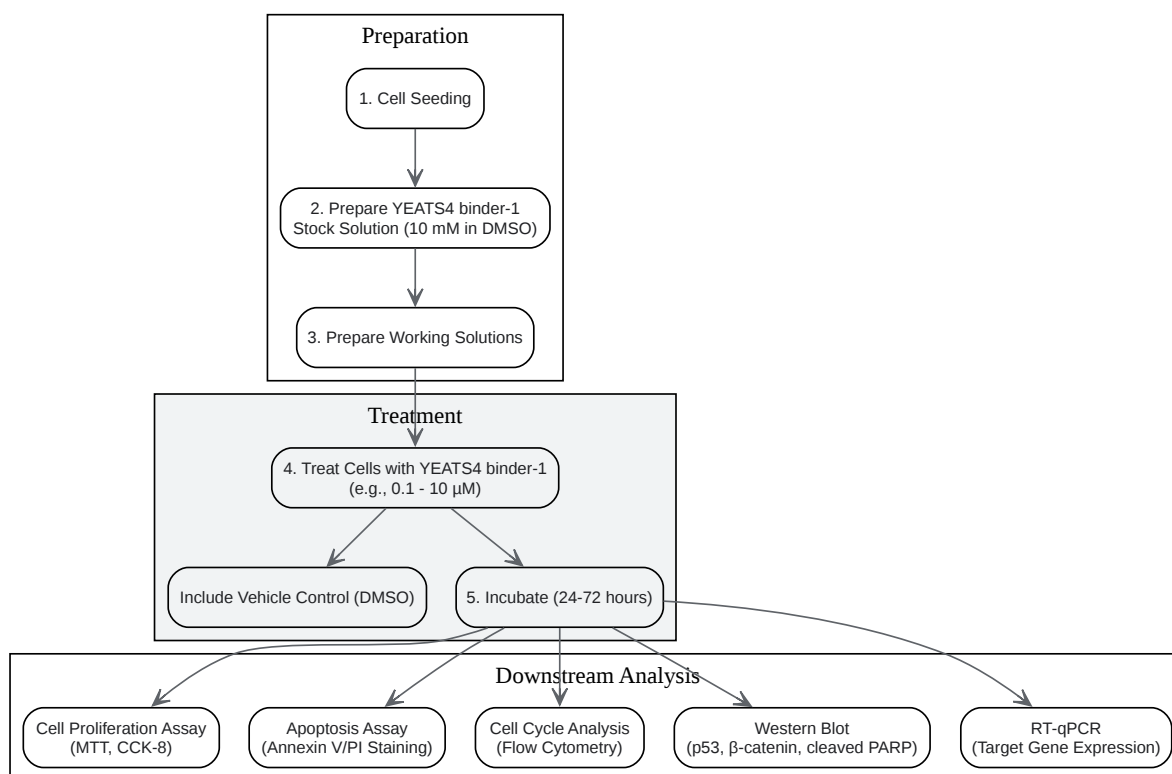 Preparation
1. Cell Seeding
2. Prepare YEATS4 binder-1
Stock Solution (10 mM in DMSO)
3. Prepare Working Solutions
Treatment
4. Treat Cells with YEATS4 binder-1
(e.g., 0.1 - 10 µM)
Include Vehicle Control (DMSO)
5. Incubate (24-72 hours)
Downstream Analysis
Cell Proliferation Assay
(MTT, CCK-8)
Apoptosis Assay
(Annexin V/PI Staining)
Cell Cycle Analysis
(Flow Cytometry)
Western Blot
(p53, β-catenin, cleaved PARP)
RT-qPCR
(Target Gene Expression)